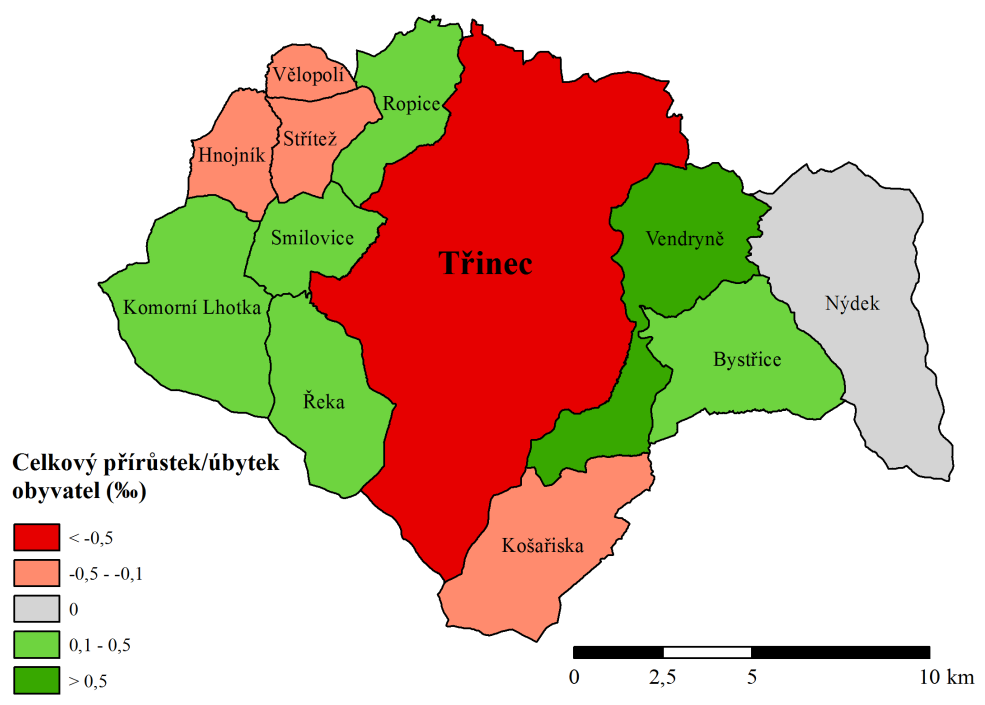 Vělopolí
Ropice
Střítež
Hnojník
Smilovice
Vendryně
Třinec
Nýdek
Komorní Lhotka
Bystřice
Řeka
Košařiska
Celkový přírůstek/úbytek
obyvatel (‰)
< -0,5
-0,5 - -0,1
0
0,1 - 0,5
> 0,5
0 2,5 5 10 km